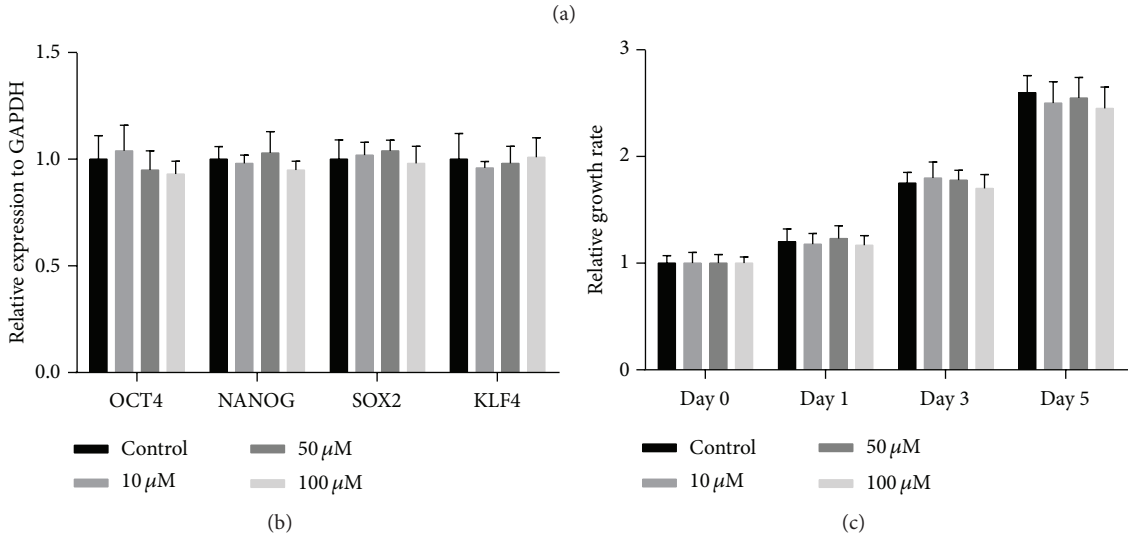 (a)
Relative expression to GAPDH
1.5
1.0
0.5
0.0
OCT4 NANOG SOX2 KLF4
Control 50 μM
10 μM 100 μM
(b)
Relative growth rate
3
2
1
0
Day 0 Day 1 Day 3 Day 5
Control 50 μM
10 μM 100 μM
(c)